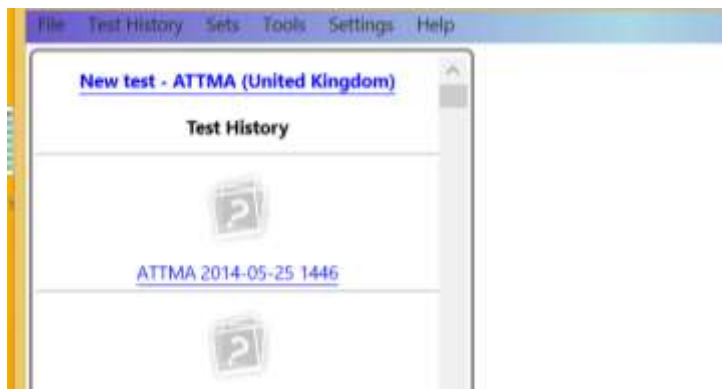 File Test History Sets Tools Settings Help
New test - ATTMA (United Kingdom)
Test History
ATTMA 2014-05-25 1446